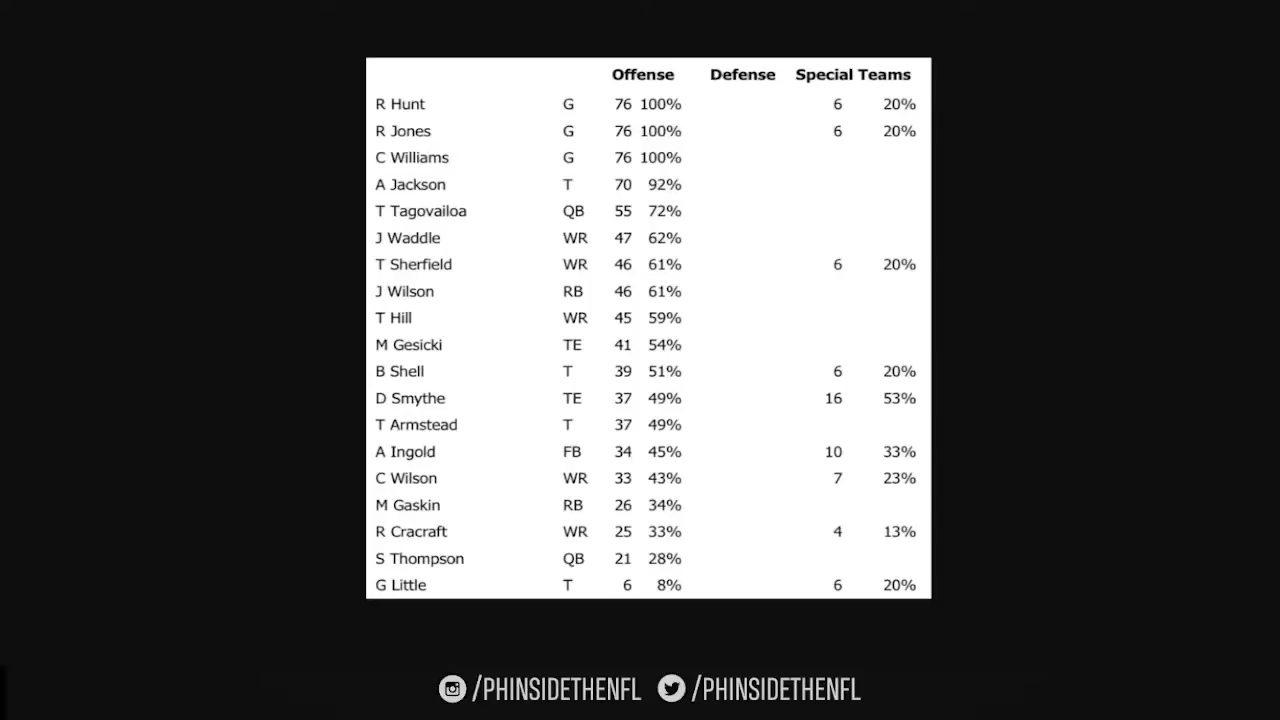 Offense Defense Special Teams
R Hunt G 76 100% 6 20%
R Jones G 76 100% 6 20%
C Williams G 76 100%
A Jackson T 70 92%
T Tagovailoa QB 55 72%
J Waddle WR 47 62%
T Sherfield WR 46 61% 6 20%
J Wilson RB 46 61%
T Hill WR 45 59%
M Gesicki TE 41 54%
B Shell T 39 51% 6 20%
D Smythe TE 37 49% 16 53%
T Armstead T 37 49%
A Ingold FB 34 45% 10 33%
C Wilson WR 33 43% 7 23%
M Gaskin RB 26 34%
R Cracraft WR 25 33% 4 13%
S Thompson QB 21 28%
G Little T 6 8% 6 20%
/PHINSIDETHENFL /PHINSIDETHENFL